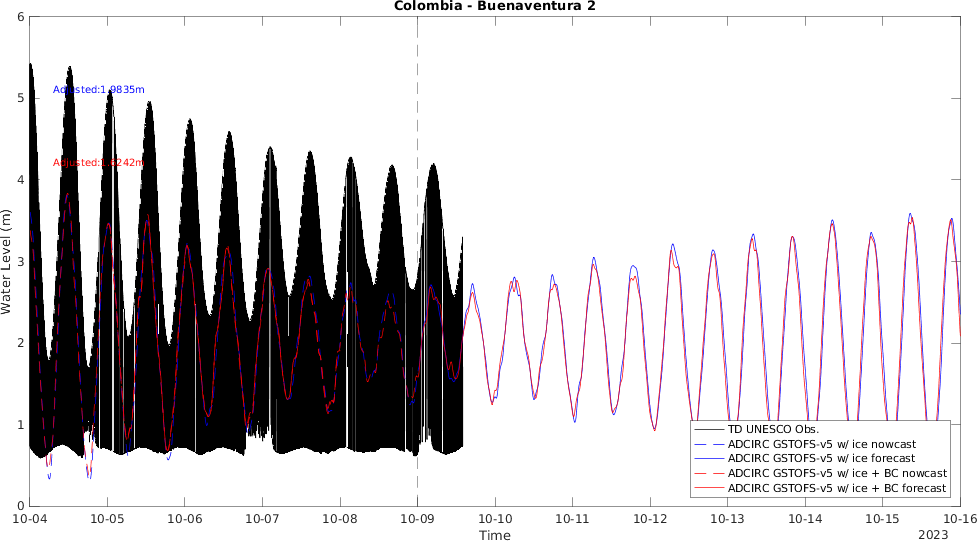 Colombia - Buenaventura 2
6
5
4
3
2
1
0
Water Level (m)
Adjusted:1.9835m
Adjusted:1.8242m
TD UNESCO Obs.
ADCIRC GSTOFS-v5 w/ ice nowcast
ADCIRC GSTOFS-v5 w/ ice forecast
ADCIRC GSTOFS-v5 w/ ice + BC nowcast
ADCIRC GSTOFS-v5 w/ ice + BC forecast
10-04 10-05 10-06 10-07 10-08 10-09 10-10 10-11 10-12 10-13 10-14 10-15 10-16
Time
2023